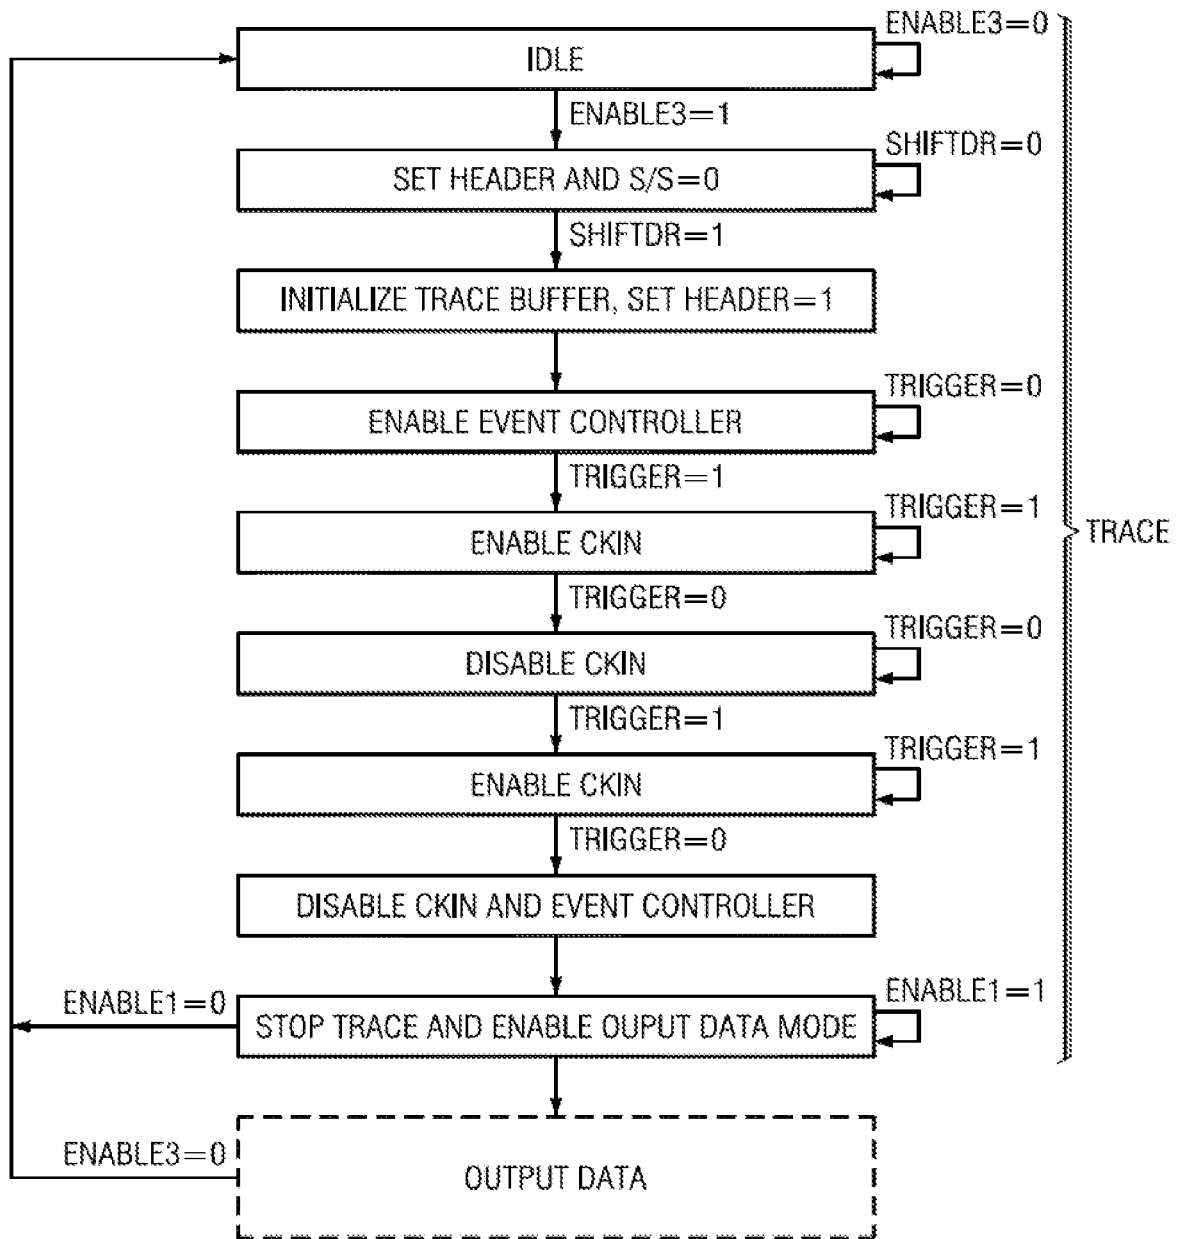 ENABLE3=0
IDLE
ENABLE3=1
SHIFTDR=0
SET HEADER AND S/S=0
SHIFTDR=1
INITIALIZE TRACE BUFFER, SET HEADER=1
TRIGGER=0
ENABLE EVENT CONTROLLER
TRIGGER=1
TRIGGER=1
ENABLE CKIN
TRACE
TRIGGER=0
TRIGGER=0
DISABLE CKIN
TRIGGER=1
TRIGGER=1
ENABLE CKIN
TRIGGER=0
DISABLE CKIN AND EVENT CONTROLLER
ENABLE1=0
ENABLE1=1
STOP TRACE AND ENABLE OUPUT DATA MODE
ENABLE3=0
OUTPUT DATA